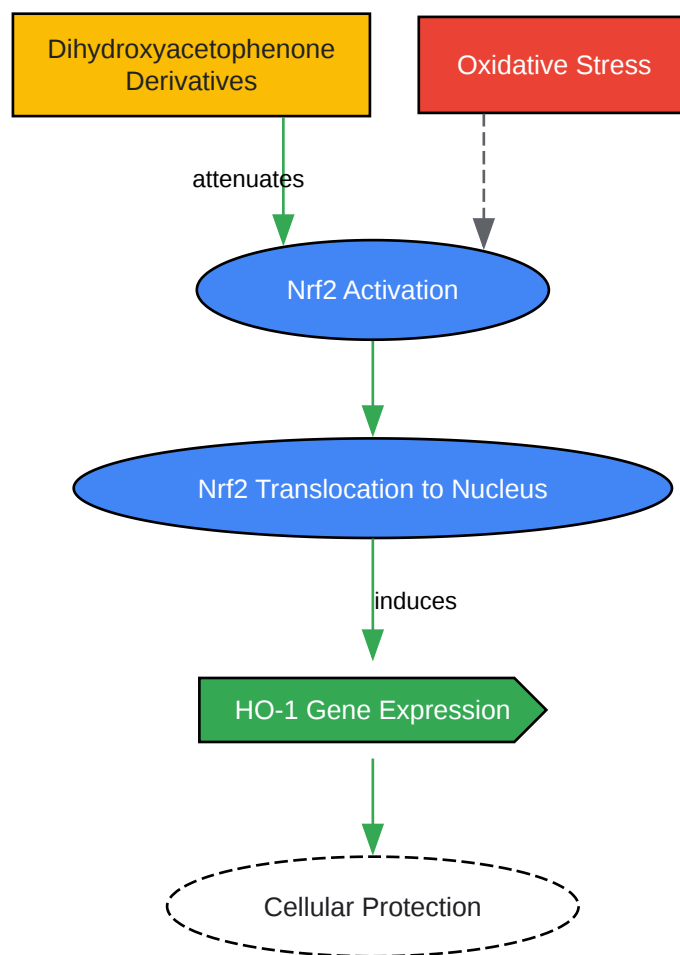 Dihydroxyacetophenone
Derivatives
Oxidative Stress
attenuates
Nrf2 Activation
Nrf2 Translocation to Nucleus
induces
HO-1 Gene Expression
Cellular Protection